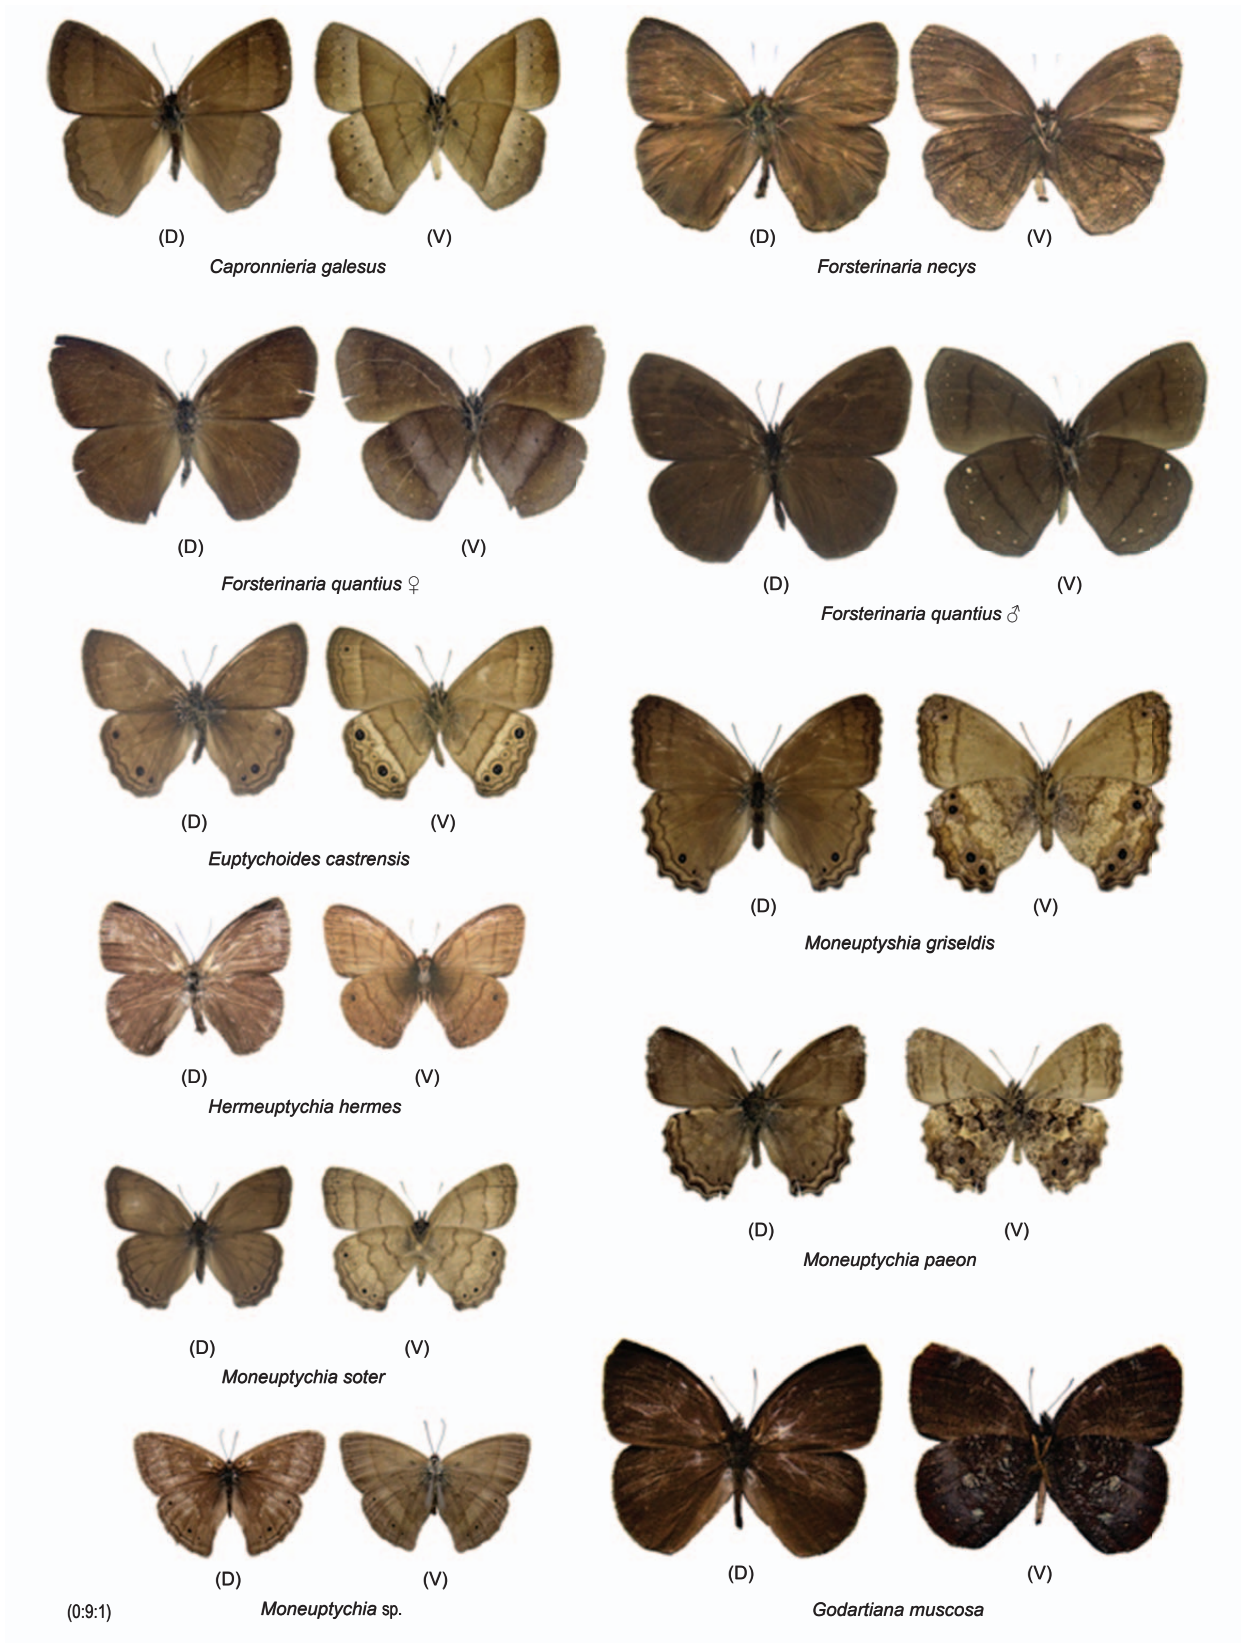 (D) (V) (D) (V)
Capronnieria galesus Forsterinaria necys
(D) (V) (D) (V)
Forsterinaria quantius ♀ Forsterinaria quantius ♂
(D) (V)
Euptychoides castrensis
(D) (V)
Moneuptyshia griseldis
(D) (V)
Hermeuptychia hermes
(D) (V)
Moneuptychia paeon
(D) (V)
Moneuptychia soter
(D) (V) (D) (V)
(0:9:1) Moneuptychia sp. Godartiana muscosa